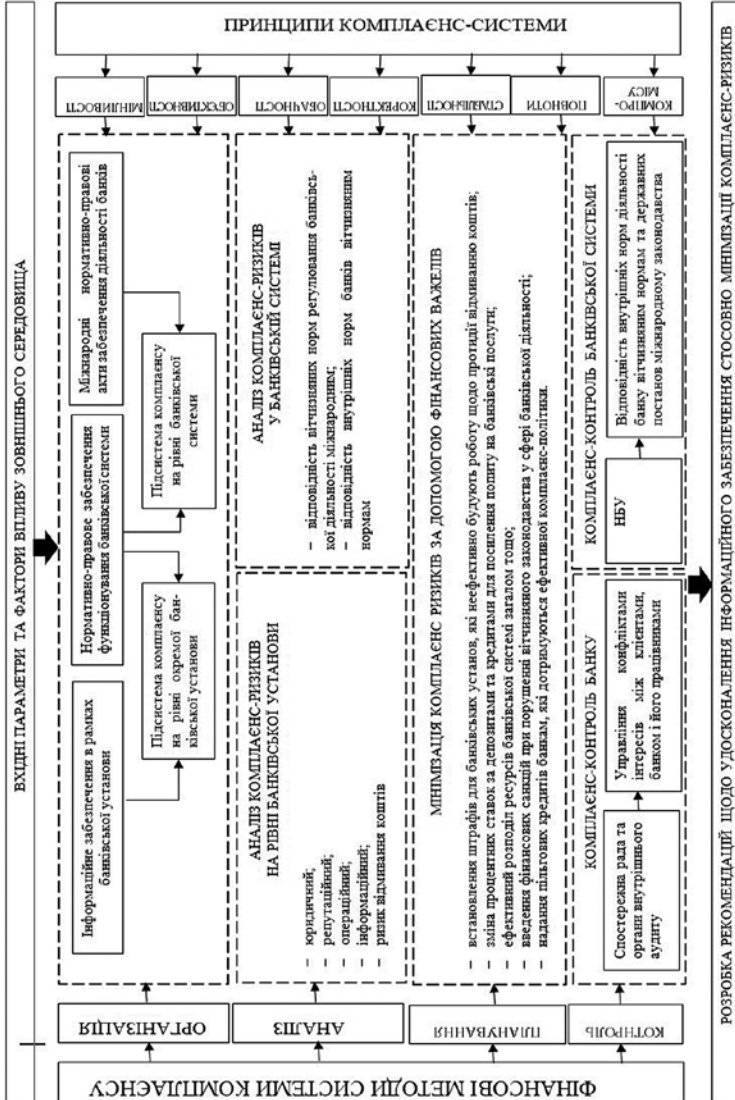 ВХІДНІ ПАРАМЕТРИ ТА ФАКТОРИ ВПЛИВУ ЗОВНІШНЬОГО СЕРЕДОВИЩА
ФІНАНСОВІ МЕТОДИ СИСТЕМИ КОМПЛАЄНСУ
ОРГАНІЗАЦІЯ
Інформаційне забезпечення в рамках
банківської установи
Нормативно-правове забезпечення
функціонування банківської системи
Міжнародні нормативно-правові
акти забезпечення діяльності банків
Підсистема комплаєнсу
на рівні окремої бан-
ківської установи
Підсистема комплаєнсу
на рівні банківської
системи
АНАЛІЗ
АНАЛІЗ КОМПЛАЄНС-РИЗИКІВ
НА РІВНІ БАНКІВСЬКОЇ УСТАНОВИ
– юридичний;
– репутаційний;
– операційний;
– інформаційний;
– ризик відмивання коштів
АНАЛІЗ КОМПЛАЄНС-РИЗИКІВ
У БАНКІВСЬКІЙ СИСТЕМІ
– відповідність вітчизняних норм регулювання банківсь-
кої діяльності міжнародним;
– відповідність внутрішніх норм банків вітчизняним
нормам
ПЛАНУВАННЯ
МІНІМІЗАЦІЯ КОМПЛАЄНС РИЗИКІВ ЗА ДОПОМОГОЮ ФІНАНСОВИХ ВАЖЕЛІВ
– встановлення штрафів для банківських установ, які неефективно будують роботу щодо протидії відмиванню коштів;
– зміна процентних ставок за депозитами та кредитами для посилення попиту на банківські послуги;
– ефективний розподіл ресурсів банківської системі загалом тощо;
– введення фінансових санкцій при порушенні вітчизняного законодавства у сфері банківської діяльності;
– надання пільгових кредитів банкам, які дотримуються ефективної комплаєнс-політики.
КОТНРОЛЬ
КОМПЛАЄНС-КОНТРОЛЬ БАНКУ
Спостережна рада та
органи внутрішнього
аудиту
Управління конфліктами
інтересів між клієнтами,
банком і його працівниками
КОМПЛАЄНС-КОНТРОЛЬ БАНКІВСЬКОЇ СИСТЕМИ
НБУ
Відповідність внутрішніх норм діяльності
банку вітчизняним нормам та державних
постанов міжнародному законодавства
МІНЛИВОСТІ
ОБ'ЄКТИВНОСТІ
ОБАЧНОСТІ
КОРЕКТНОСТІ
СТАБІЛЬНОСТІ
ПОВНОТИ
КОМПРО-
МІСУ
ПРИНЦИПИ КОМПЛАЄНС-СИСТЕМИ
РОЗРОБКА РЕКОМЕНДАЦІЙ ЩОДО УДОСКОНАЛЕННЯ ІНФОРМАЦІЙНОГО ЗАБЕЗПЕЧЕННЯ СТОСОВНО МІНІМІЗАЦІЇ КОМПЛАЄНС-РИЗИКІВ